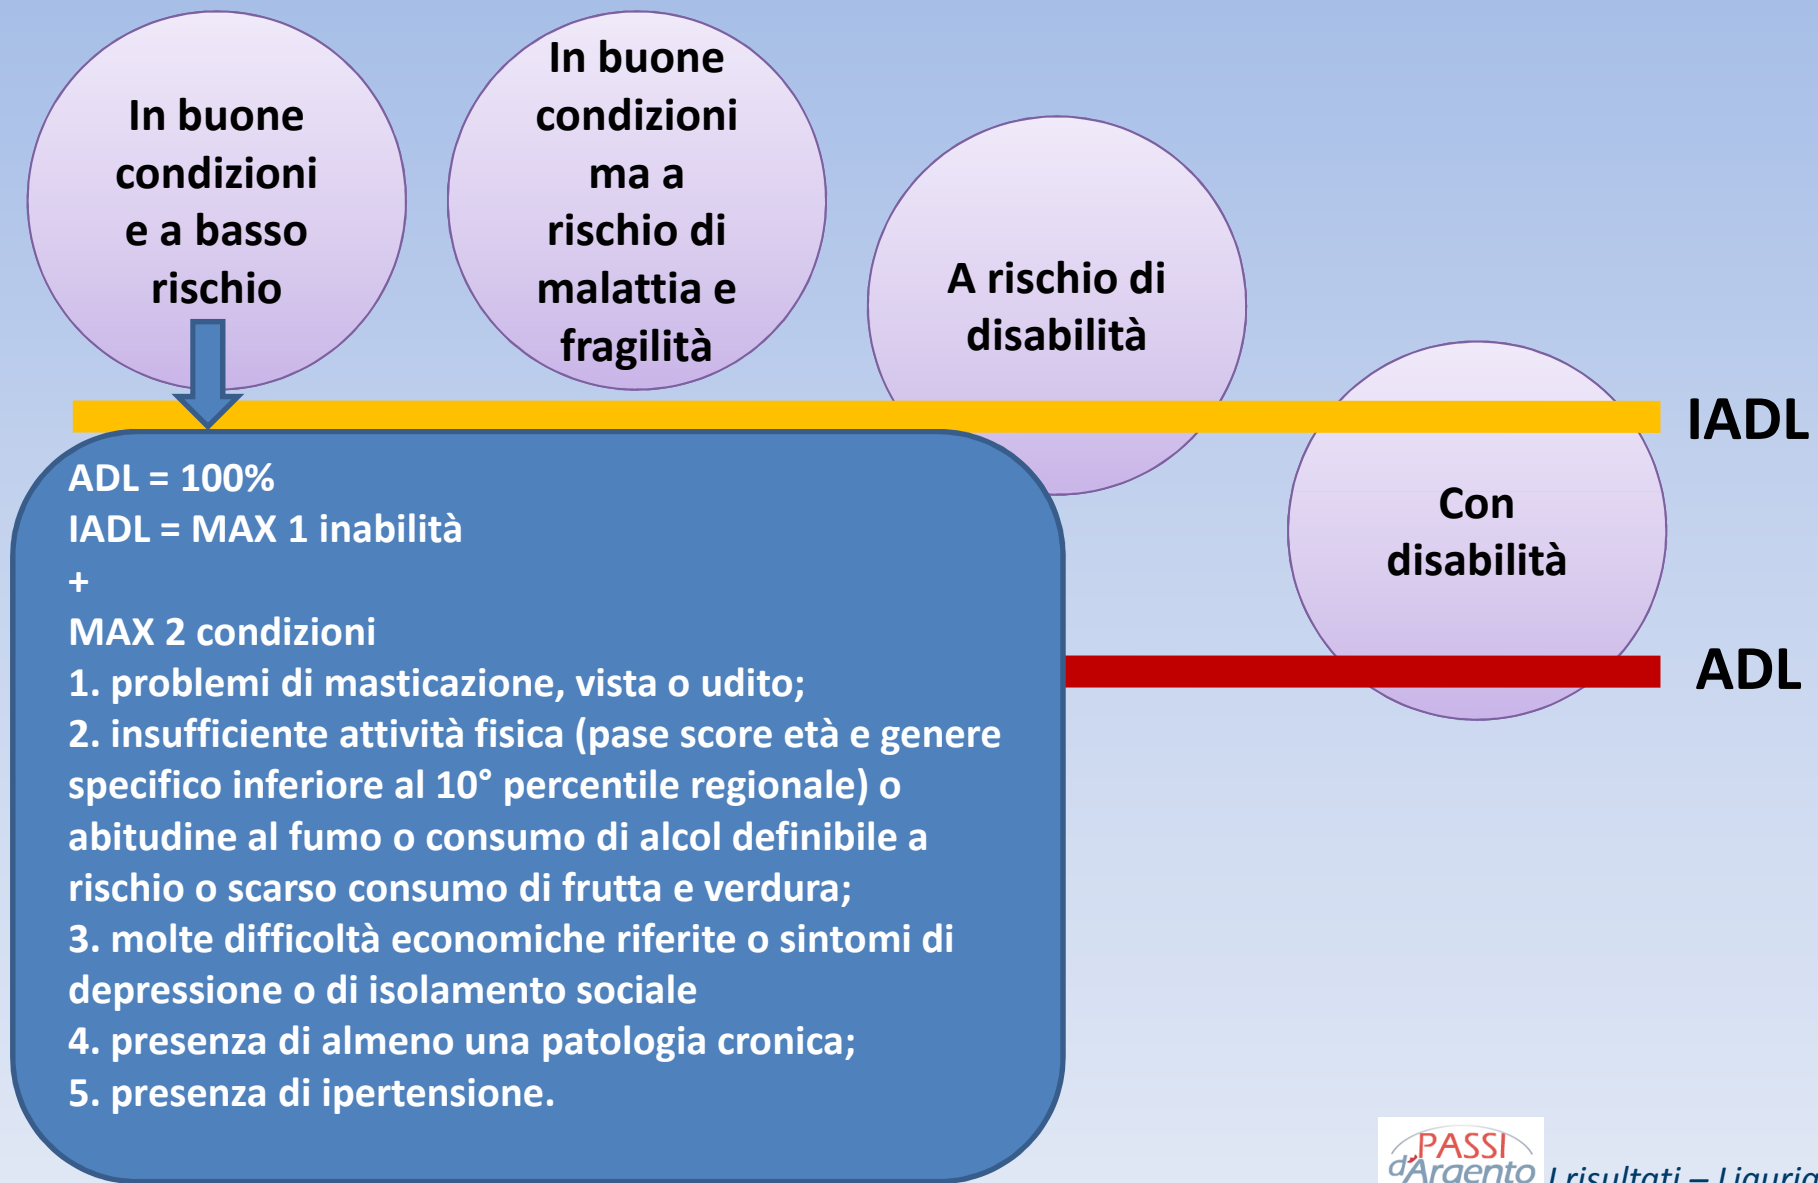 In buone
condizioni
e a basso
rischio
In buone
condizioni
ma a
rischio di
malattia e
fragilità
A rischio di
disabilità
Con
disabilità
IADL
ADL
ADL = 100%
IADL = MAX 1 inabilità
+
MAX 2 condizioni
1. problemi di masticazione, vista o udito;
2. insufficiente attività fisica (pase score età e genere
specifico inferiore al 10° percentile regionale) o
abitudine al fumo o consumo di alcol definibile a
rischio o scarso consumo di frutta e verdura;
3. molte difficoltà economiche riferite o sintomi di
depressione o di isolamento sociale
4. presenza di almeno una patologia cronica;
5. presenza di ipertensione.
PASSI
d'Argento
I risultati – Liguria